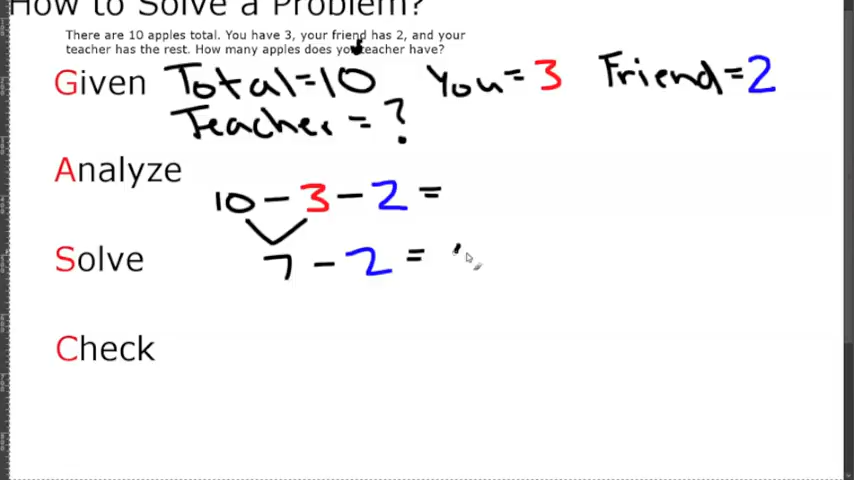 How to Solve a Problem?
There are 10 apples total. You have 3, your friend has 2, and your
teacher has the rest. How many apples does your teacher have?
Given Total=10 You=3 Friend=2
Teacher = ?
Analyze
10-3-2=
Solve
7-2=
Check